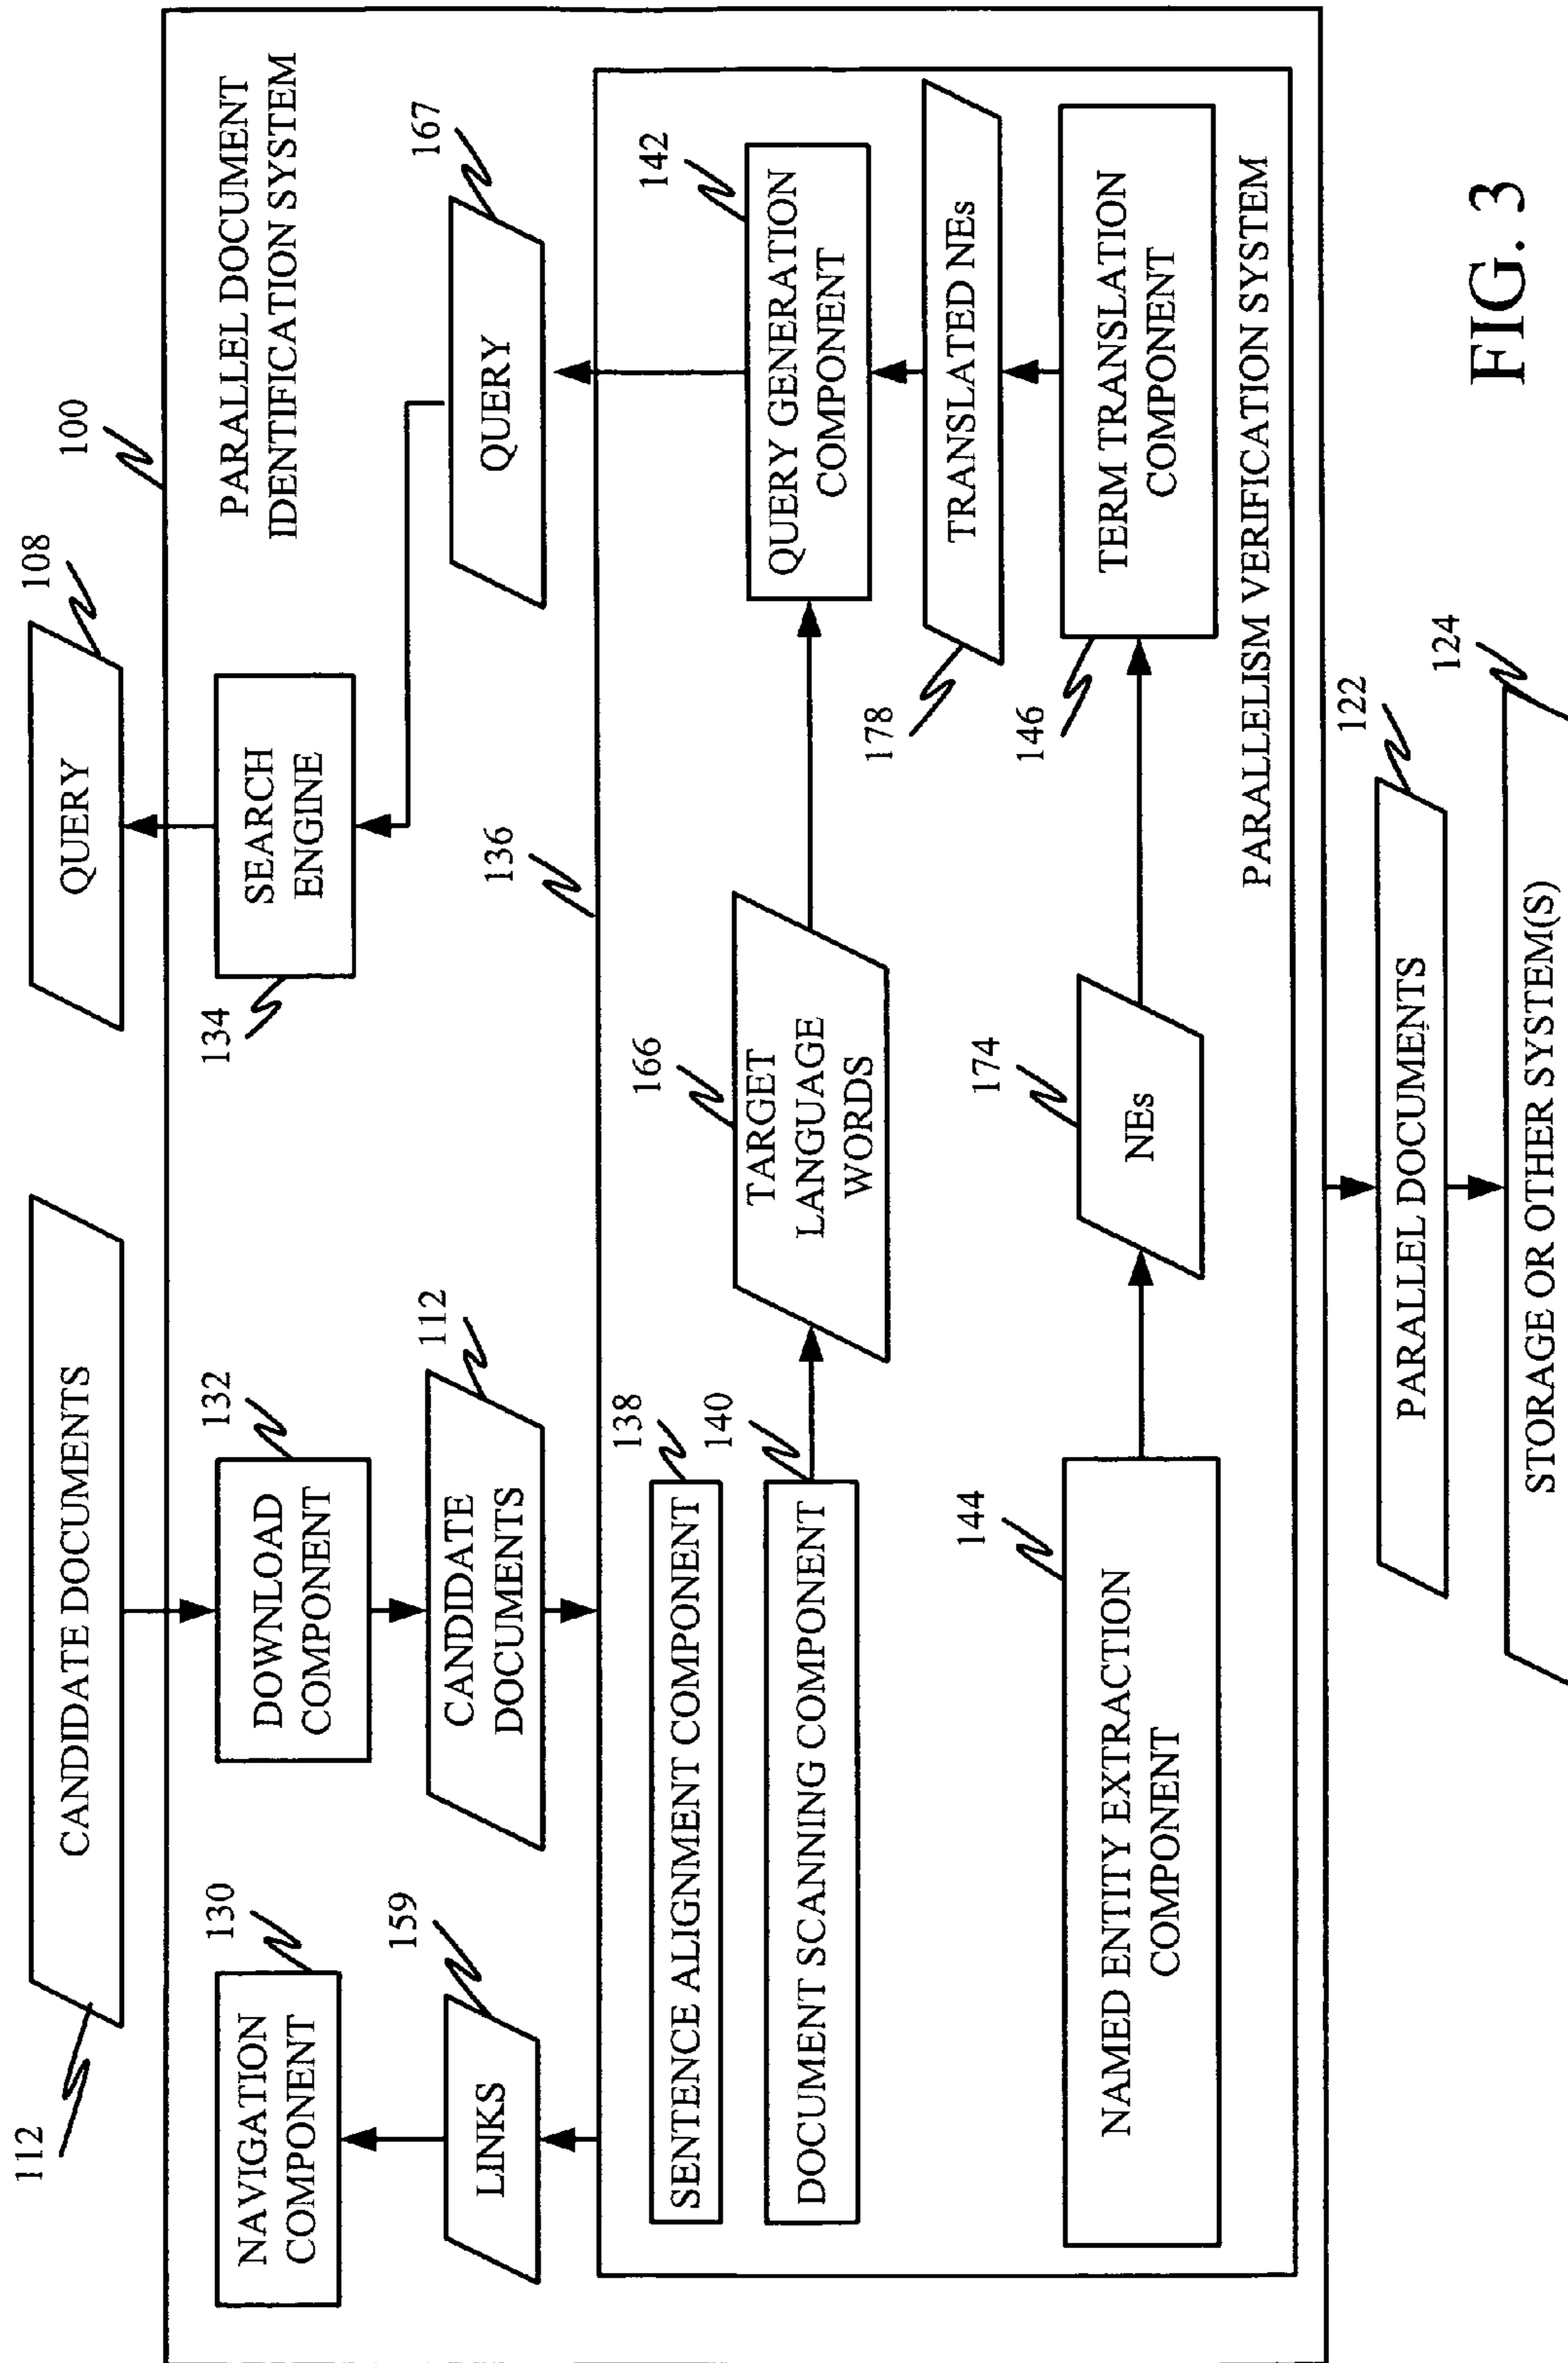 112
CANDIDATE DOCUMENTS
QUERY
108
100
NAVIGATION
COMPONENT
130
DOWNLOAD
COMPONENT
132
134
SEARCH
ENGINE
PARALLEL DOCUMENT
IDENTIFICATION SYSTEM
LINKS
159
CANDIDATE
DOCUMENTS
112
136
QUERY
167
SENTENCE ALIGNMENT COMPONENT
138
DOCUMENT SCANNING COMPONENT
140
166
TARGET
LANGUAGE
WORDS
QUERY GENERATION
COMPONENT
142
178
TRANSLATED NEs
NAMED ENTITY EXTRACTION
COMPONENT
144
174
NEs
146
TERM TRANSLATION
COMPONENT
PARALLELISM VERIFICATION SYSTEM
PARALLEL DOCUMENTS
122
STORAGE OR OTHER SYSTEM(S)
124
FIG. 3